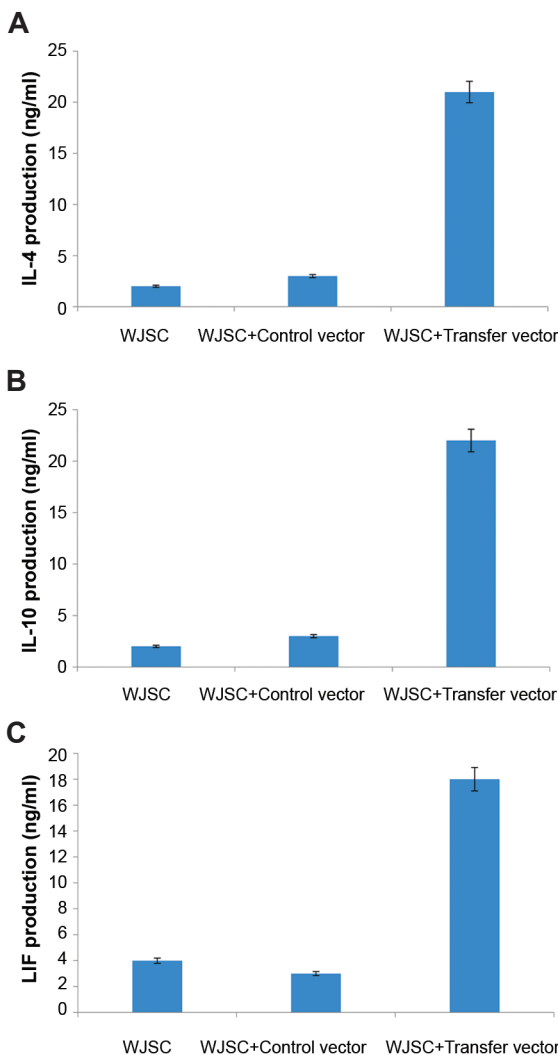 A
IL-4 production (ng/ml)
25
20
15
10
5
0
WJSC WJSC+Control vector WJSC+Transfer vector
B
IL-10 production (ng/ml)
25
20
15
10
5
0
WJSC WJSC+Control vector WJSC+Transfer vector
C
LIF production (ng/ml)
20
18
16
14
12
10
8
6
4
2
0
WJSC WJSC+Control vector WJSC+Transfer vector